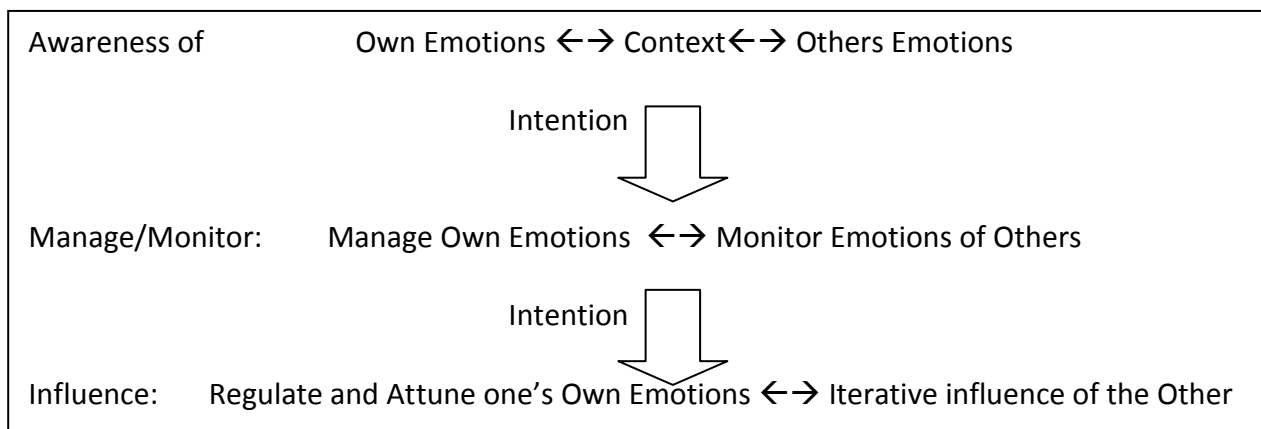 Awareness of Own Emotions ←→ Context←→ Others Emotions
Intention
Manage/Monitor: Manage Own Emotions ←→ Monitor Emotions of Others
Intention
Influence: Regulate and Attune one’s Own Emotions ←→ Iterative influence of the Other